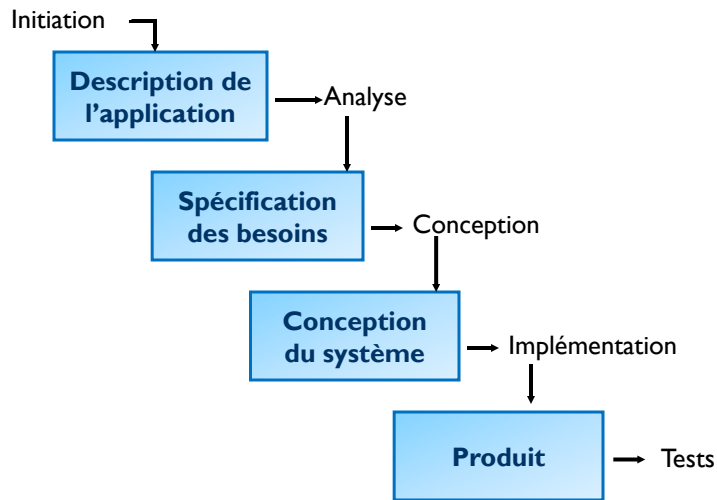 Initiation
Description de
l’application
Analyse
Spécification
des besoins
Conception
Conception
du système
Implémentation
Produit
Tests